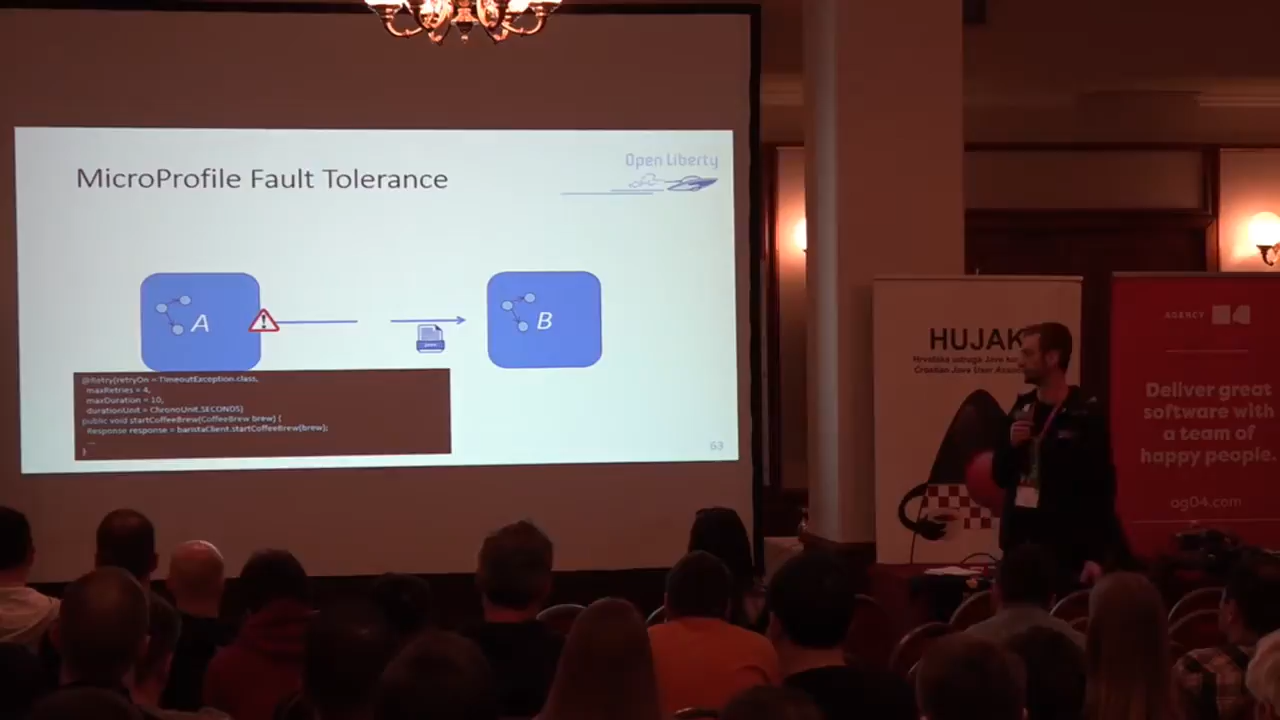 MicroProfile Fault Tolerance
Open Liberty
A
B
@Retry(retryOn = TimeoutException.class,
maxRetries = 4,
maxDuration = 10,
durationUnit = ChronoUnit.SECONDS)
public void startCoffeeBrew(CoffeeBrew brew) {
Response response = baristaClient.startCoffeeBrew(brew);
...
}
63
HUJAK
Hrvatska udruga Java
Croatian Java User
AGENCY
Deliver great
software with
a team of
happy people.
ag04.com